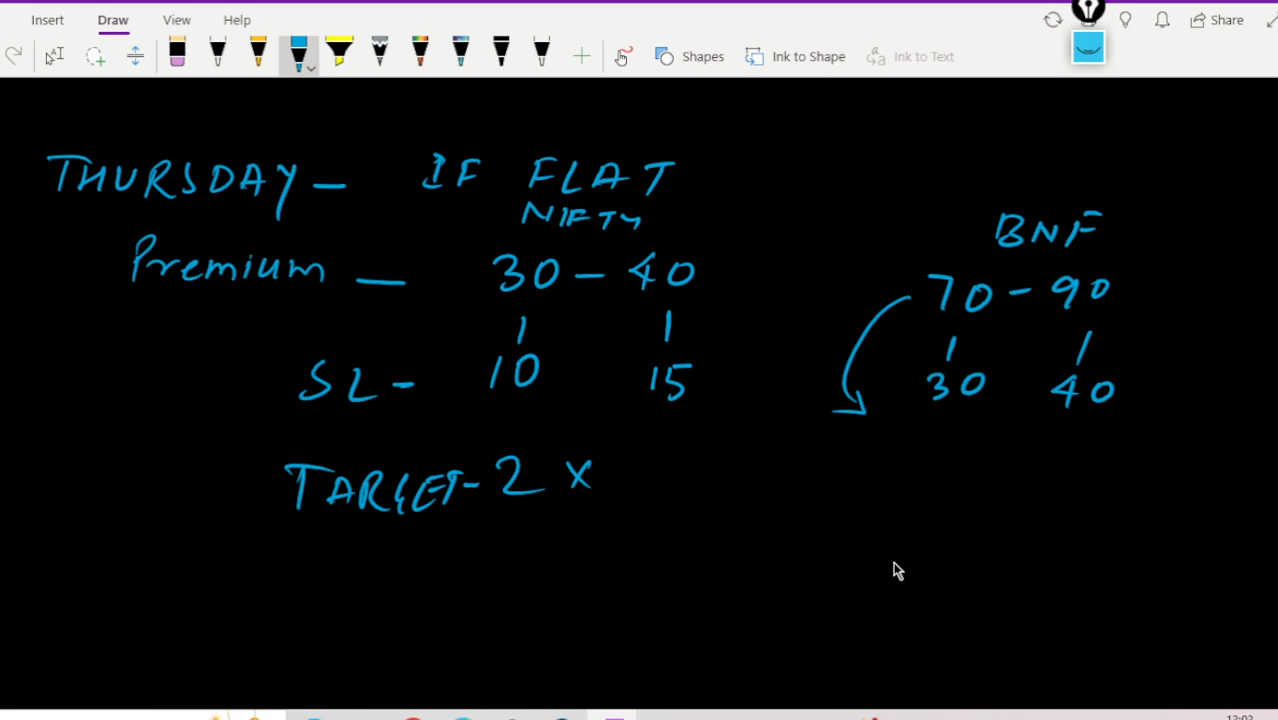 Insert Draw View Help Share
Shapes Ink to Shape Ink to Text
THURSDAY - IF FLAT
NIFTY BNF
Premium - 30 - 40 70 - 90
SL - 10 15 30 40
TARGET - 2 X